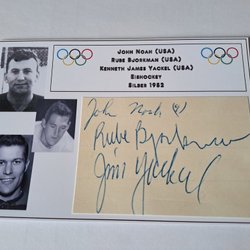 John Noah (USA)
Rube Bjorkman (USA)
Kenneth James Yackel (USA)
Eishockey
Silber 1952
John Noah
Rube Bjorkman
Jim Yackel